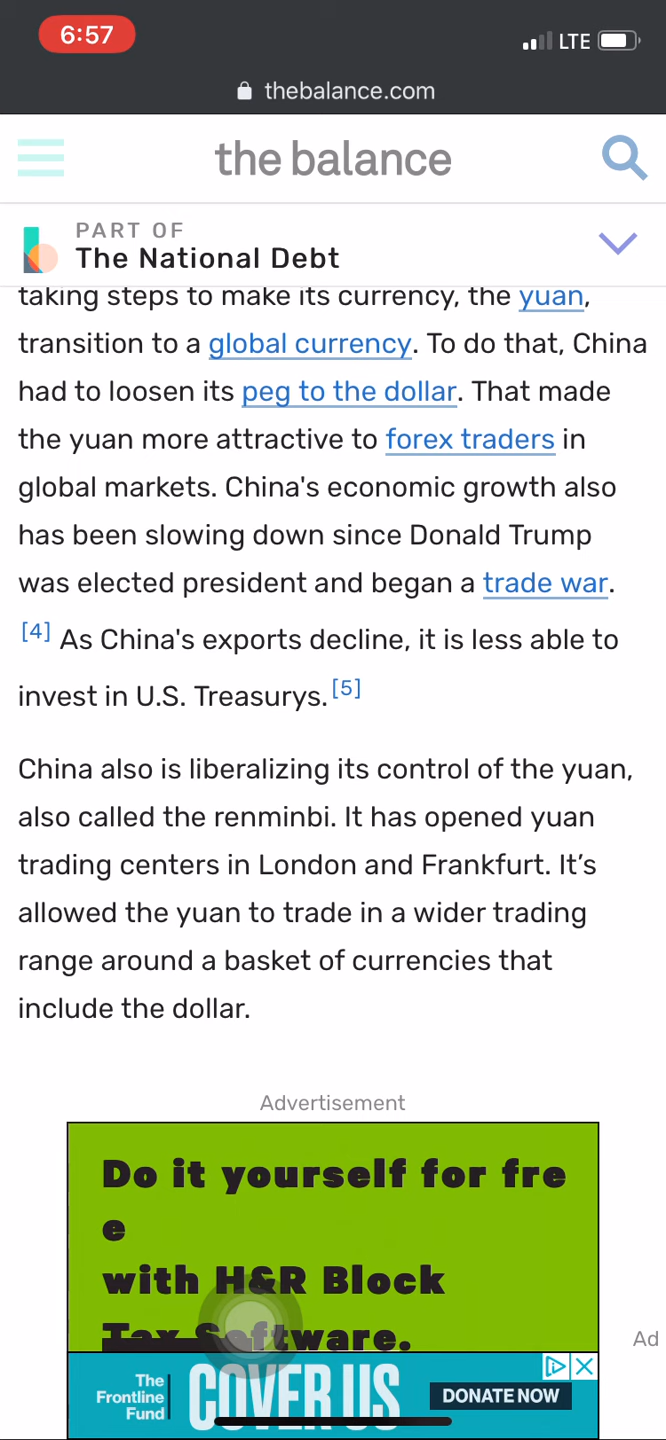 6:57
LTE
thebalance.com
the balance
PART OF
The National Debt
taking steps to make its currency, the yuan,
transition to a global currency. To do that, China
had to loosen its peg to the dollar. That made
the yuan more attractive to forex traders in
global markets. China's economic growth also
has been slowing down since Donald Trump
was elected president and began a trade war.
[4] As China's exports decline, it is less able to
invest in U.S. Treasurys. [5]
China also is liberalizing its control of the yuan,
also called the renminbi. It has opened yuan
trading centers in London and Frankfurt. It’s
allowed the yuan to trade in a wider trading
range around a basket of currencies that
include the dollar.
Advertisement
Do it yourself for fre
e
with H&R Block
Tax Software.
Ad
The
Frontline
Fund
COVER US
DONATE NOW